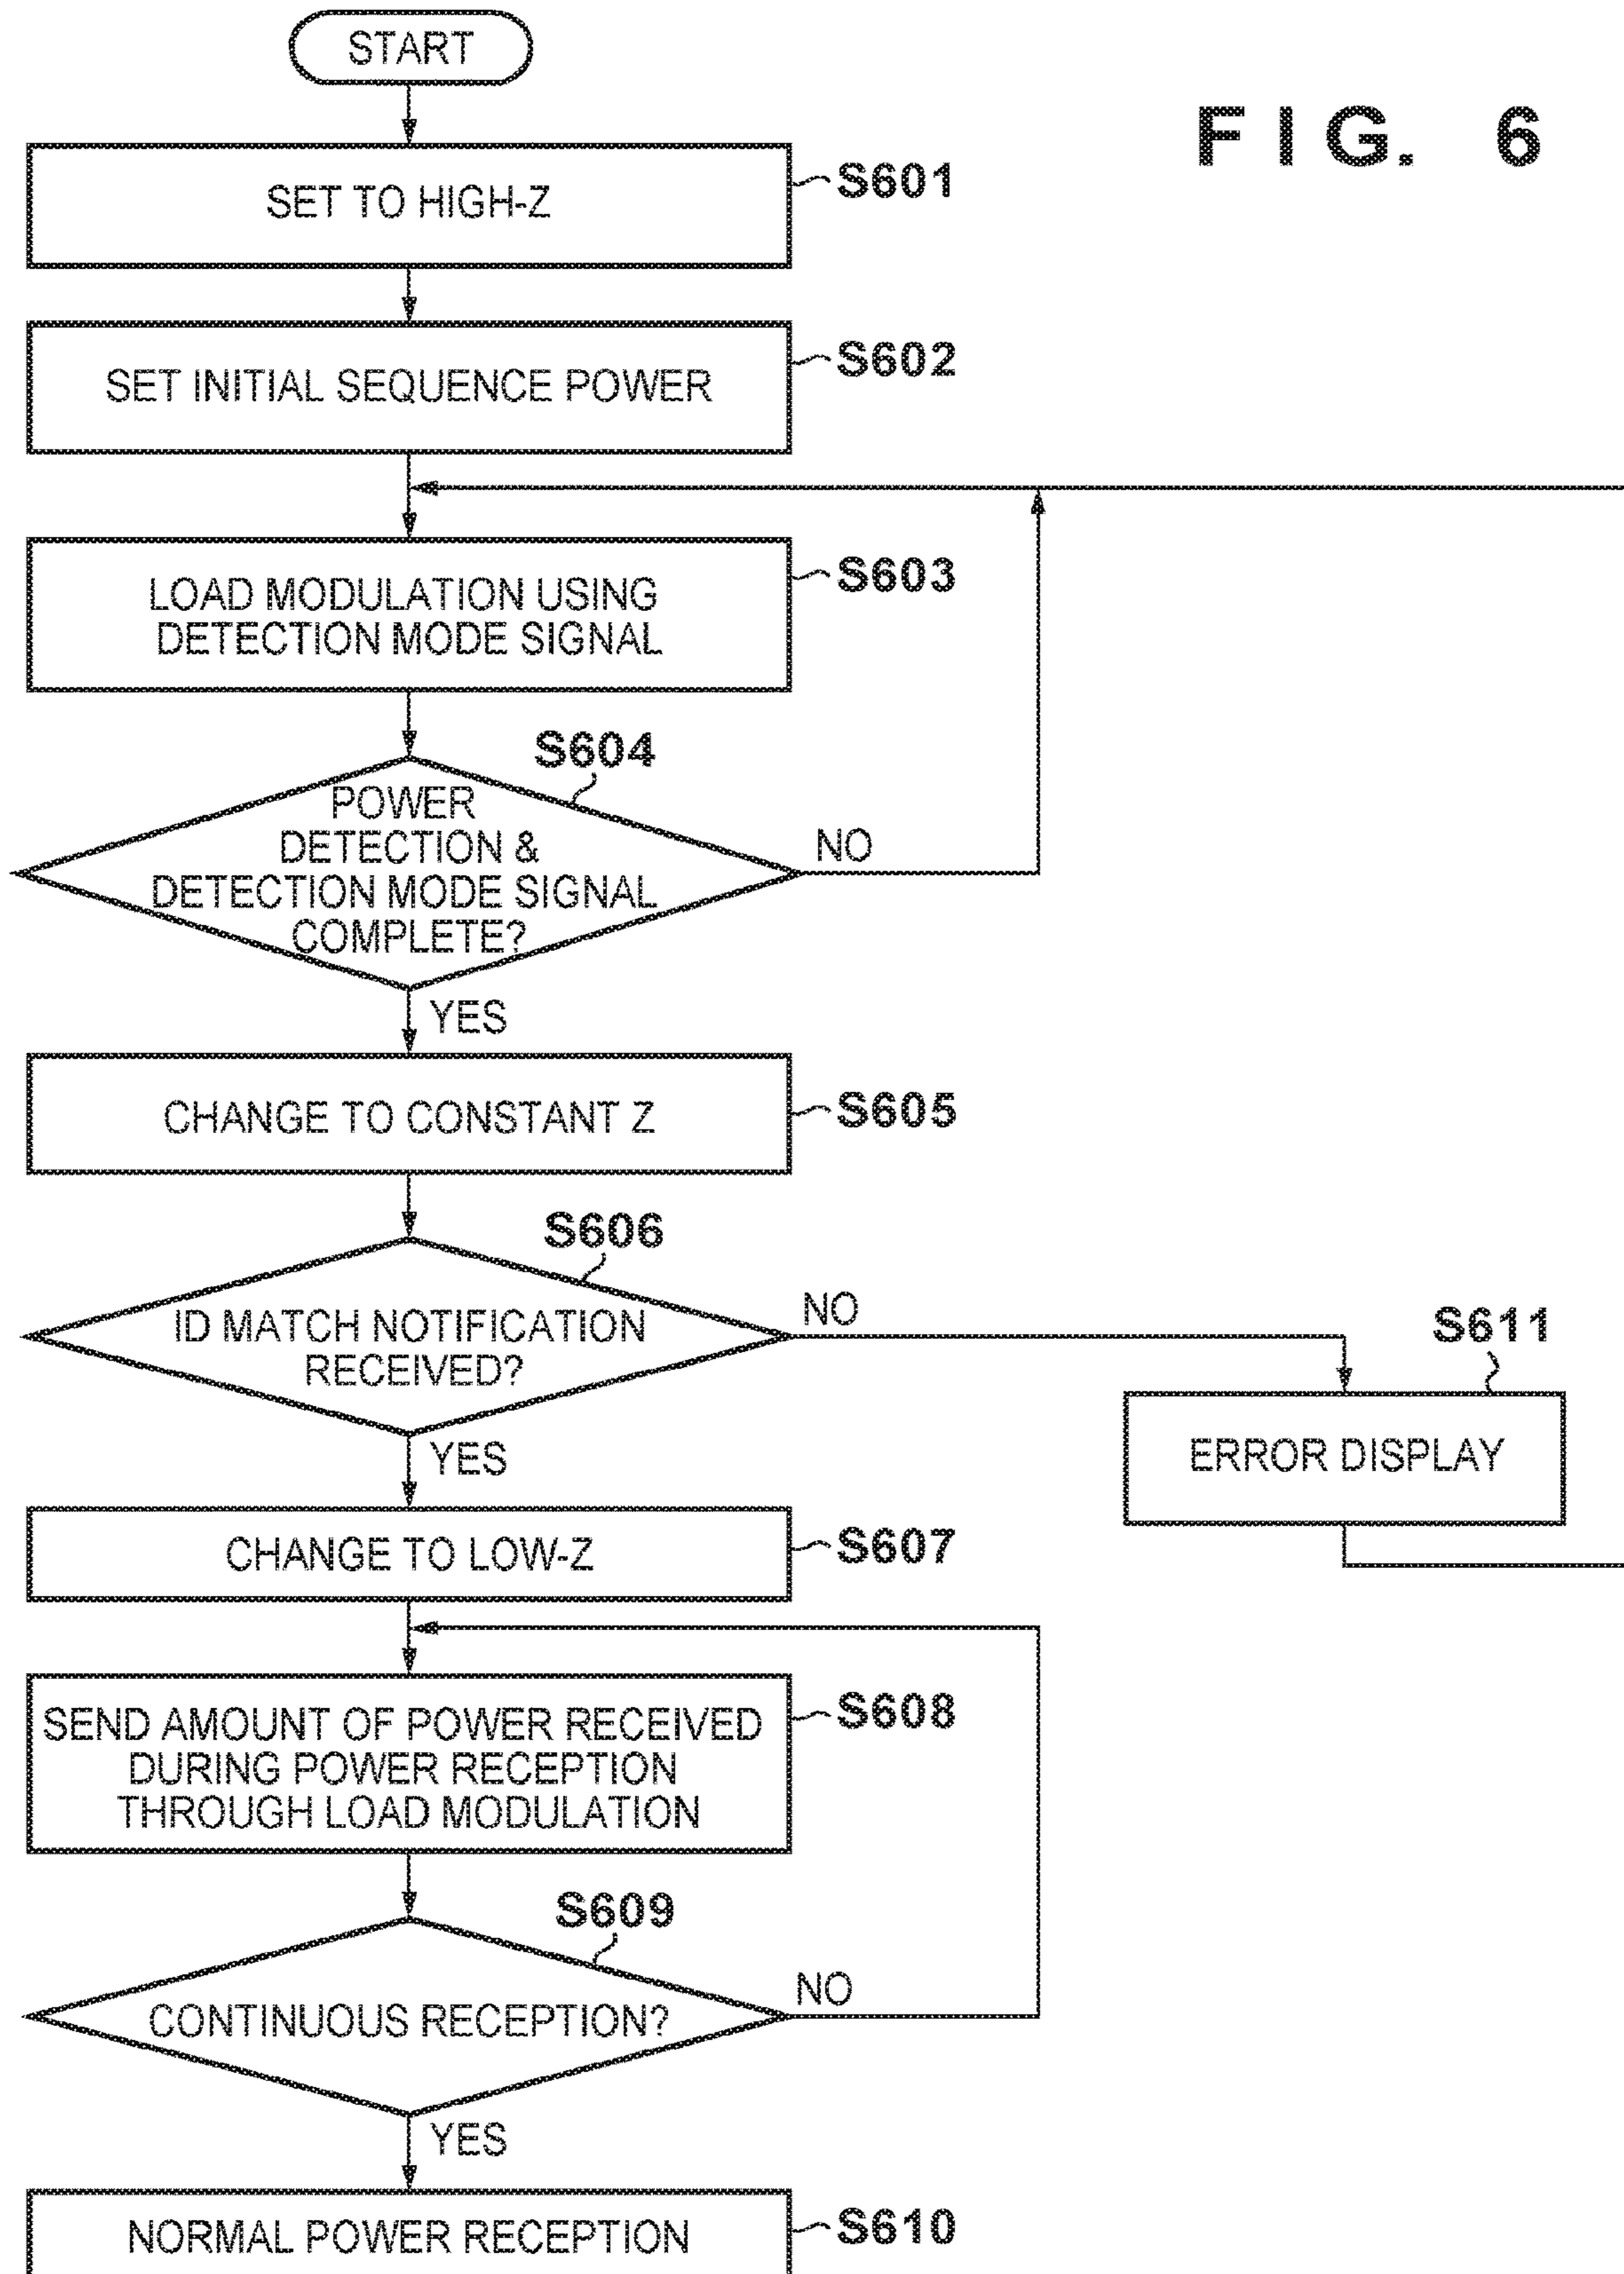 FIG. 6
START
SET TO HIGH-Z
S601
SET INITIAL SEQUENCE POWER
S602
LOAD MODULATION USING
DETECTION MODE SIGNAL
S603
S604
POWER
DETECTION &
DETECTION MODE SIGNAL
COMPLETE?
NO
YES
CHANGE TO CONSTANT Z
S605
S606
ID MATCH NOTIFICATION
RECEIVED?
NO
S611
ERROR DISPLAY
YES
CHANGE TO LOW-Z
S607
SEND AMOUNT OF POWER RECEIVED
DURING POWER RECEPTION
THROUGH LOAD MODULATION
S608
S609
CONTINUOUS RECEPTION?
NO
YES
NORMAL POWER RECEPTION
S610